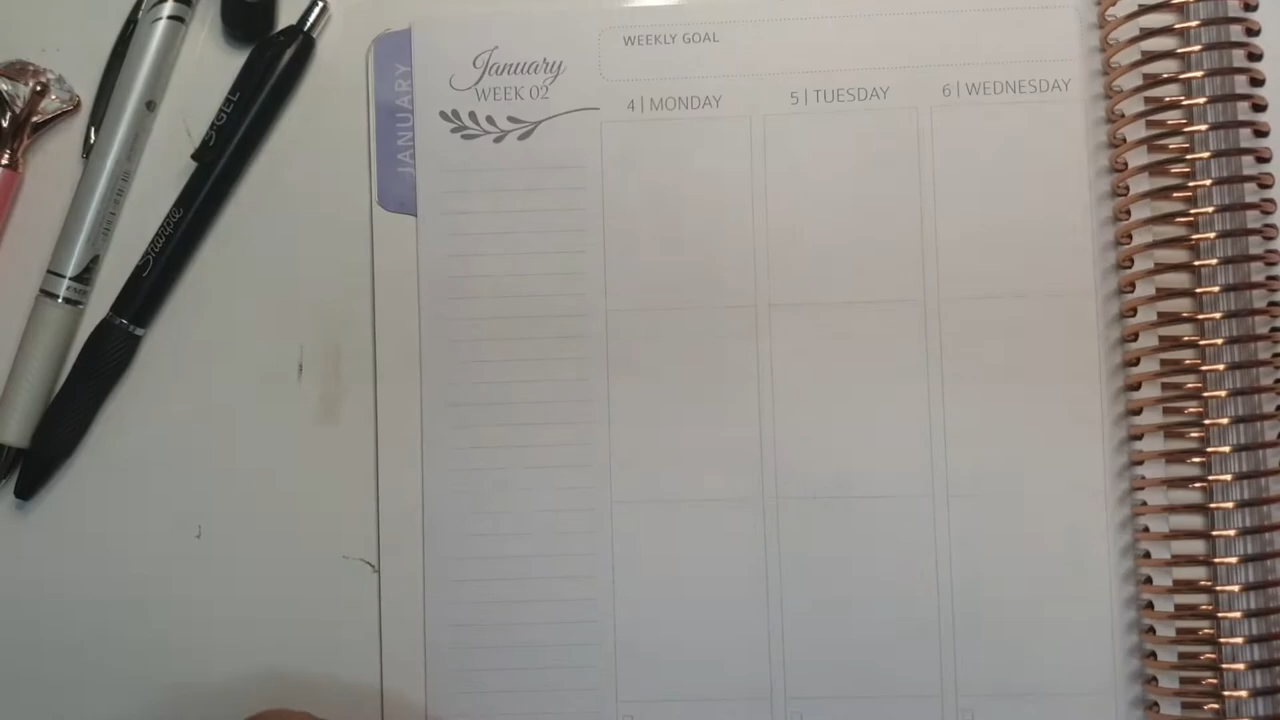 WEEKLY GOAL
January
WEEK 02
JANUARY
4 | MONDAY
5 | TUESDAY
6 | WEDNESDAY
S·GEL
Sharpie